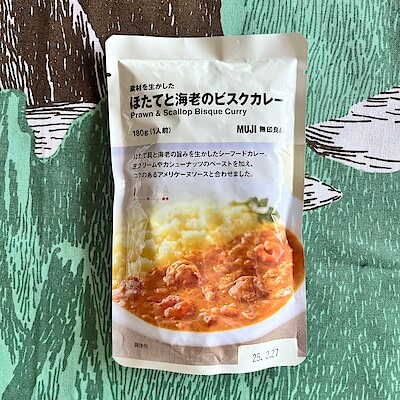 素材を生かした
ほたてと海老のビスクカレー
Prawn & Scallop Bisque Curry
180g(1人前)
MUJI 無印良品
ほたて貝と海老の旨みを生かしたシーフードカレー。
生クリームやカシューナッツのペーストを加え、
コクのあるアメリケーヌソースと合わせました。
調理例
25. 2.27